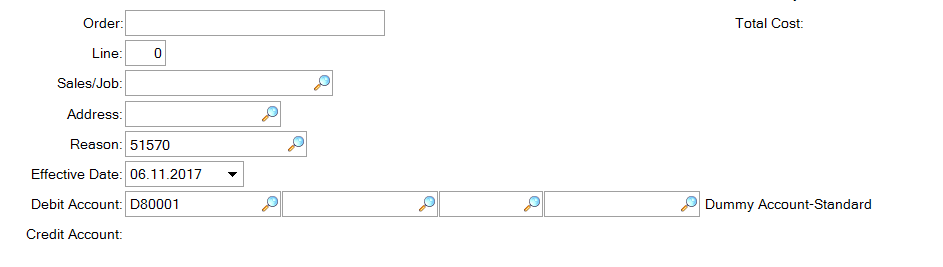 Order: Total Cost:
Line: 0
Sales/Job:
Address:
Reason: 51570
Effective Date: 06.11.2017
Debit Account: D80001 Dummy Account-Standard
Credit Account: